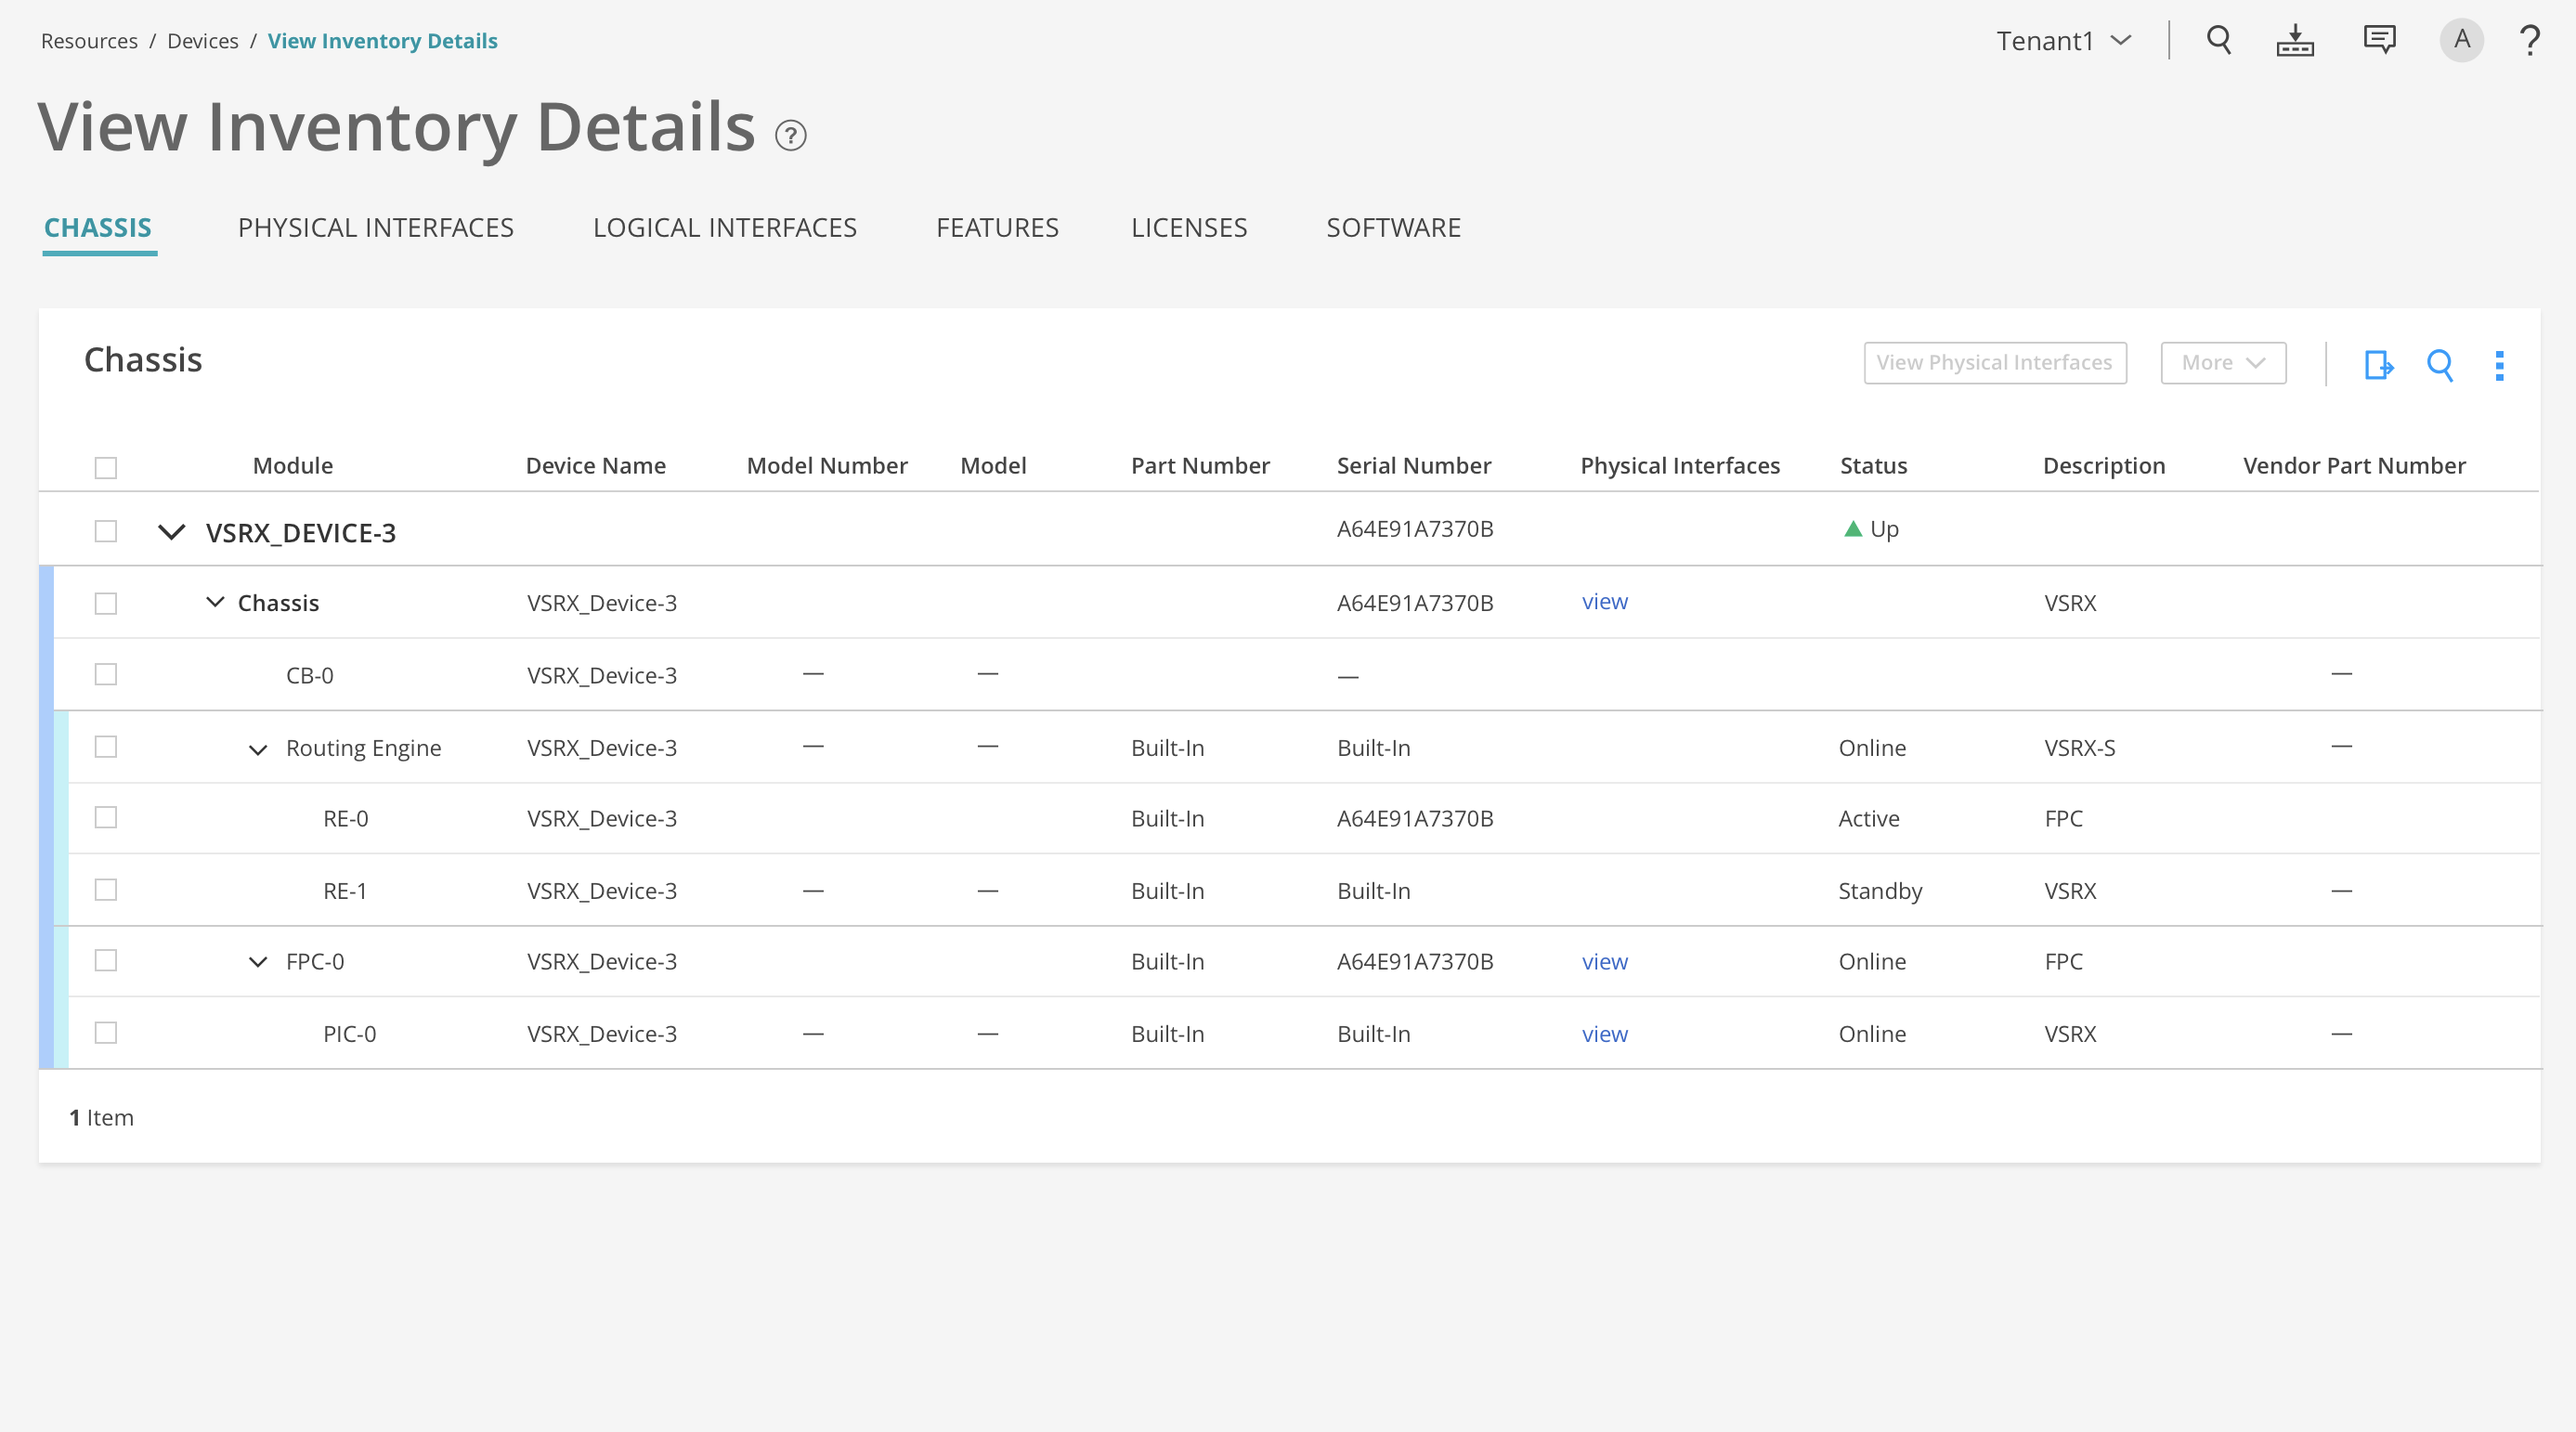 Resources / Devices / View Inventory Details
Tenant1 A ?
View Inventory Details ?
CHASSIS PHYSICAL INTERFACES LOGICAL INTERFACES FEATURES LICENSES SOFTWARE
Chassis View Physical Interfaces More
Module Device Name Model Number Model Part Number Serial Number Physical Interfaces Status Description Vendor Part Number
VSRX_DEVICE-3 A64E91A7370B Up
Chassis VSRX_Device-3 A64E91A7370B view VSRX
CB-0 VSRX_Device-3 — — — —
Routing Engine VSRX_Device-3 — — Built-In Built-In Online VSRX-S —
RE-0 VSRX_Device-3 Built-In A64E91A7370B Active FPC
RE-1 VSRX_Device-3 — — Built-In Built-In Standby VSRX —
FPC-0 VSRX_Device-3 Built-In A64E91A7370B view Online FPC
PIC-0 VSRX_Device-3 — — Built-In Built-In view Online VSRX —
1 Item